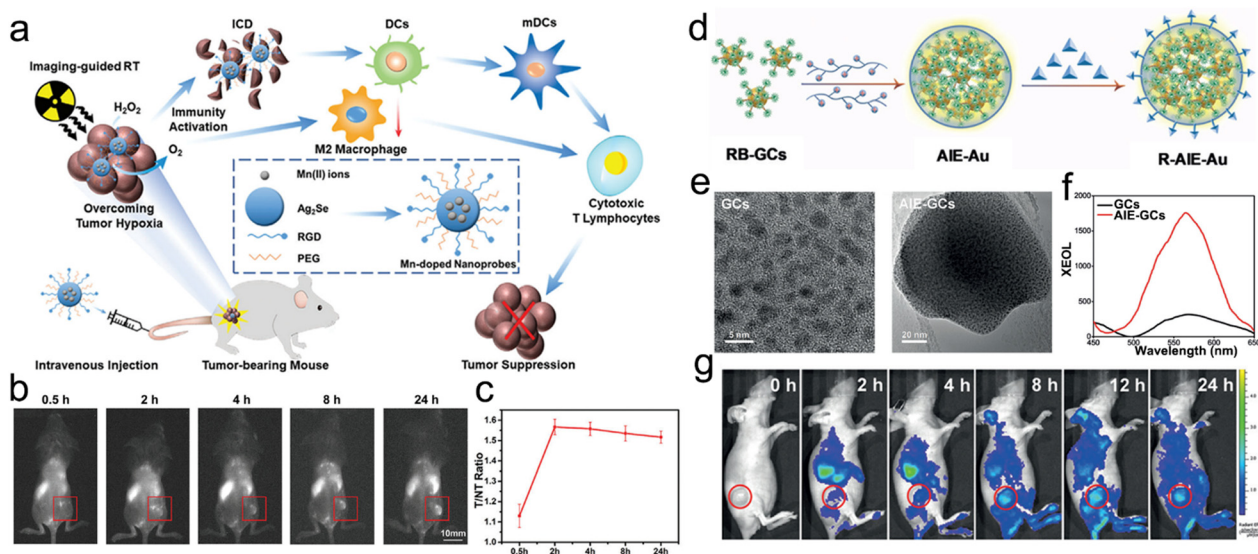 a
Imaging-guided RT
H₂O₂
O₂
Overcoming
Tumor Hypoxia
ICD
Immunity
Activation
DCs
mDCs
M2 Macrophage
Cytotoxic
T Lymphocytes
Mn(II) ions
Ag₂Se
RGD
PEG
Mn-doped Nanoprobes
Intravenous Injection
Tumor-bearing Mouse
Tumor Suppression
b
0.5 h
2 h
4 h
8 h
24 h
10mm
c
T/NT Ratio
1.6
1.5
1.4
1.3
1.2
1.1
0.5h
2h
4h
8h
24h
d
RB-GCs
AIE-Au
R-AIE-Au
e
GCs
5 nm
AIE-GCs
20 nm
f
GCs
AIE-GCs
XEOL
2000
1500
1000
500
0
450
500
550
600
650
Wavelength (nm)
g
0 h
2 h
4 h
8 h
12 h
24 h